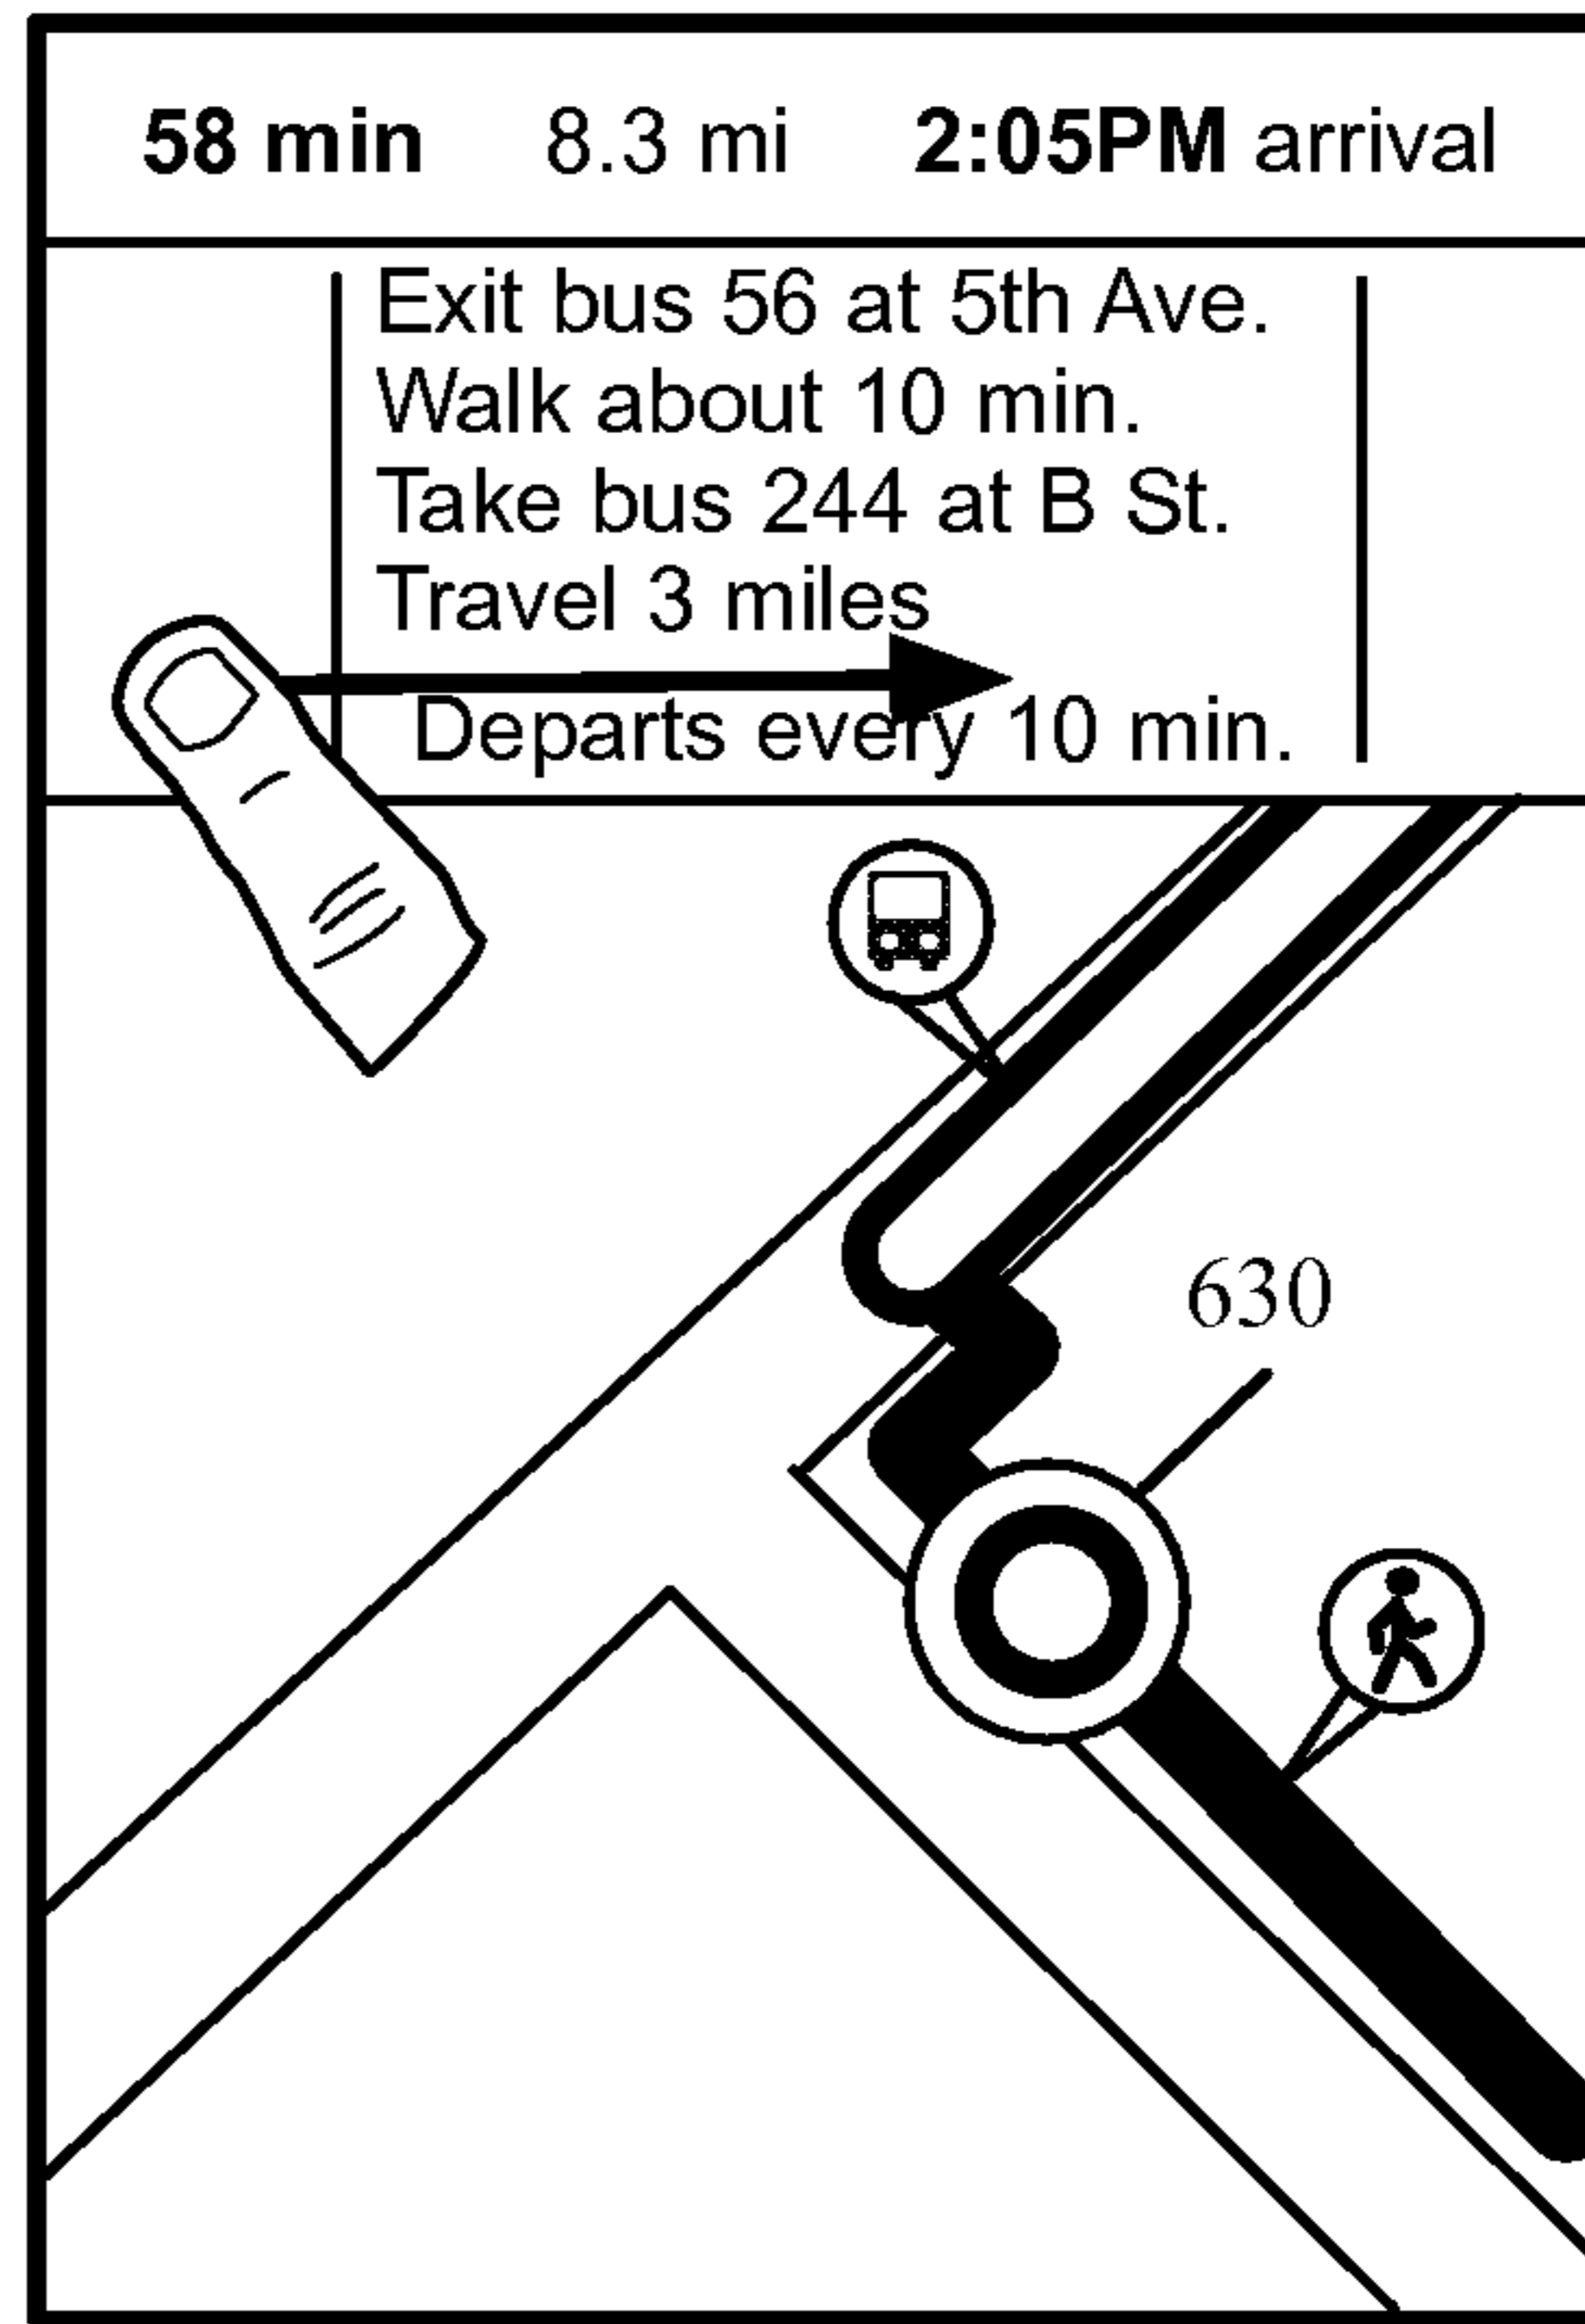 58 min 8.3 mi 2:05PM arrival
Exit bus 56 at 5th Ave.
Walk about 10 min.
Take bus 244 at B St.
Travel 3 miles
Departs every 10 min.
630